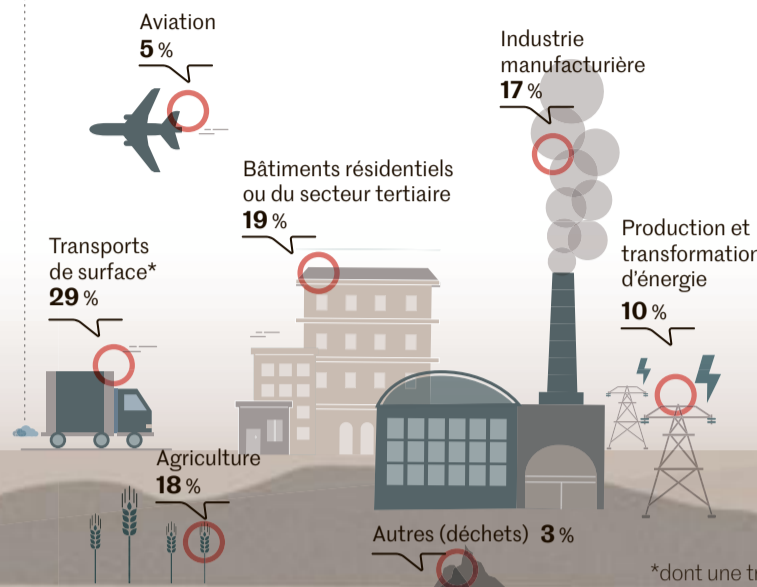 Aviation
5 %
Industrie
manufacturière
17 %
Bâtiments résidentiels
ou du secteur tertiaire
19 %
Production et
transformation
d'énergie
10 %
Transports
de surface*
29 %
Agriculture
18 %
Autres (déchets) 3 %
*dont une